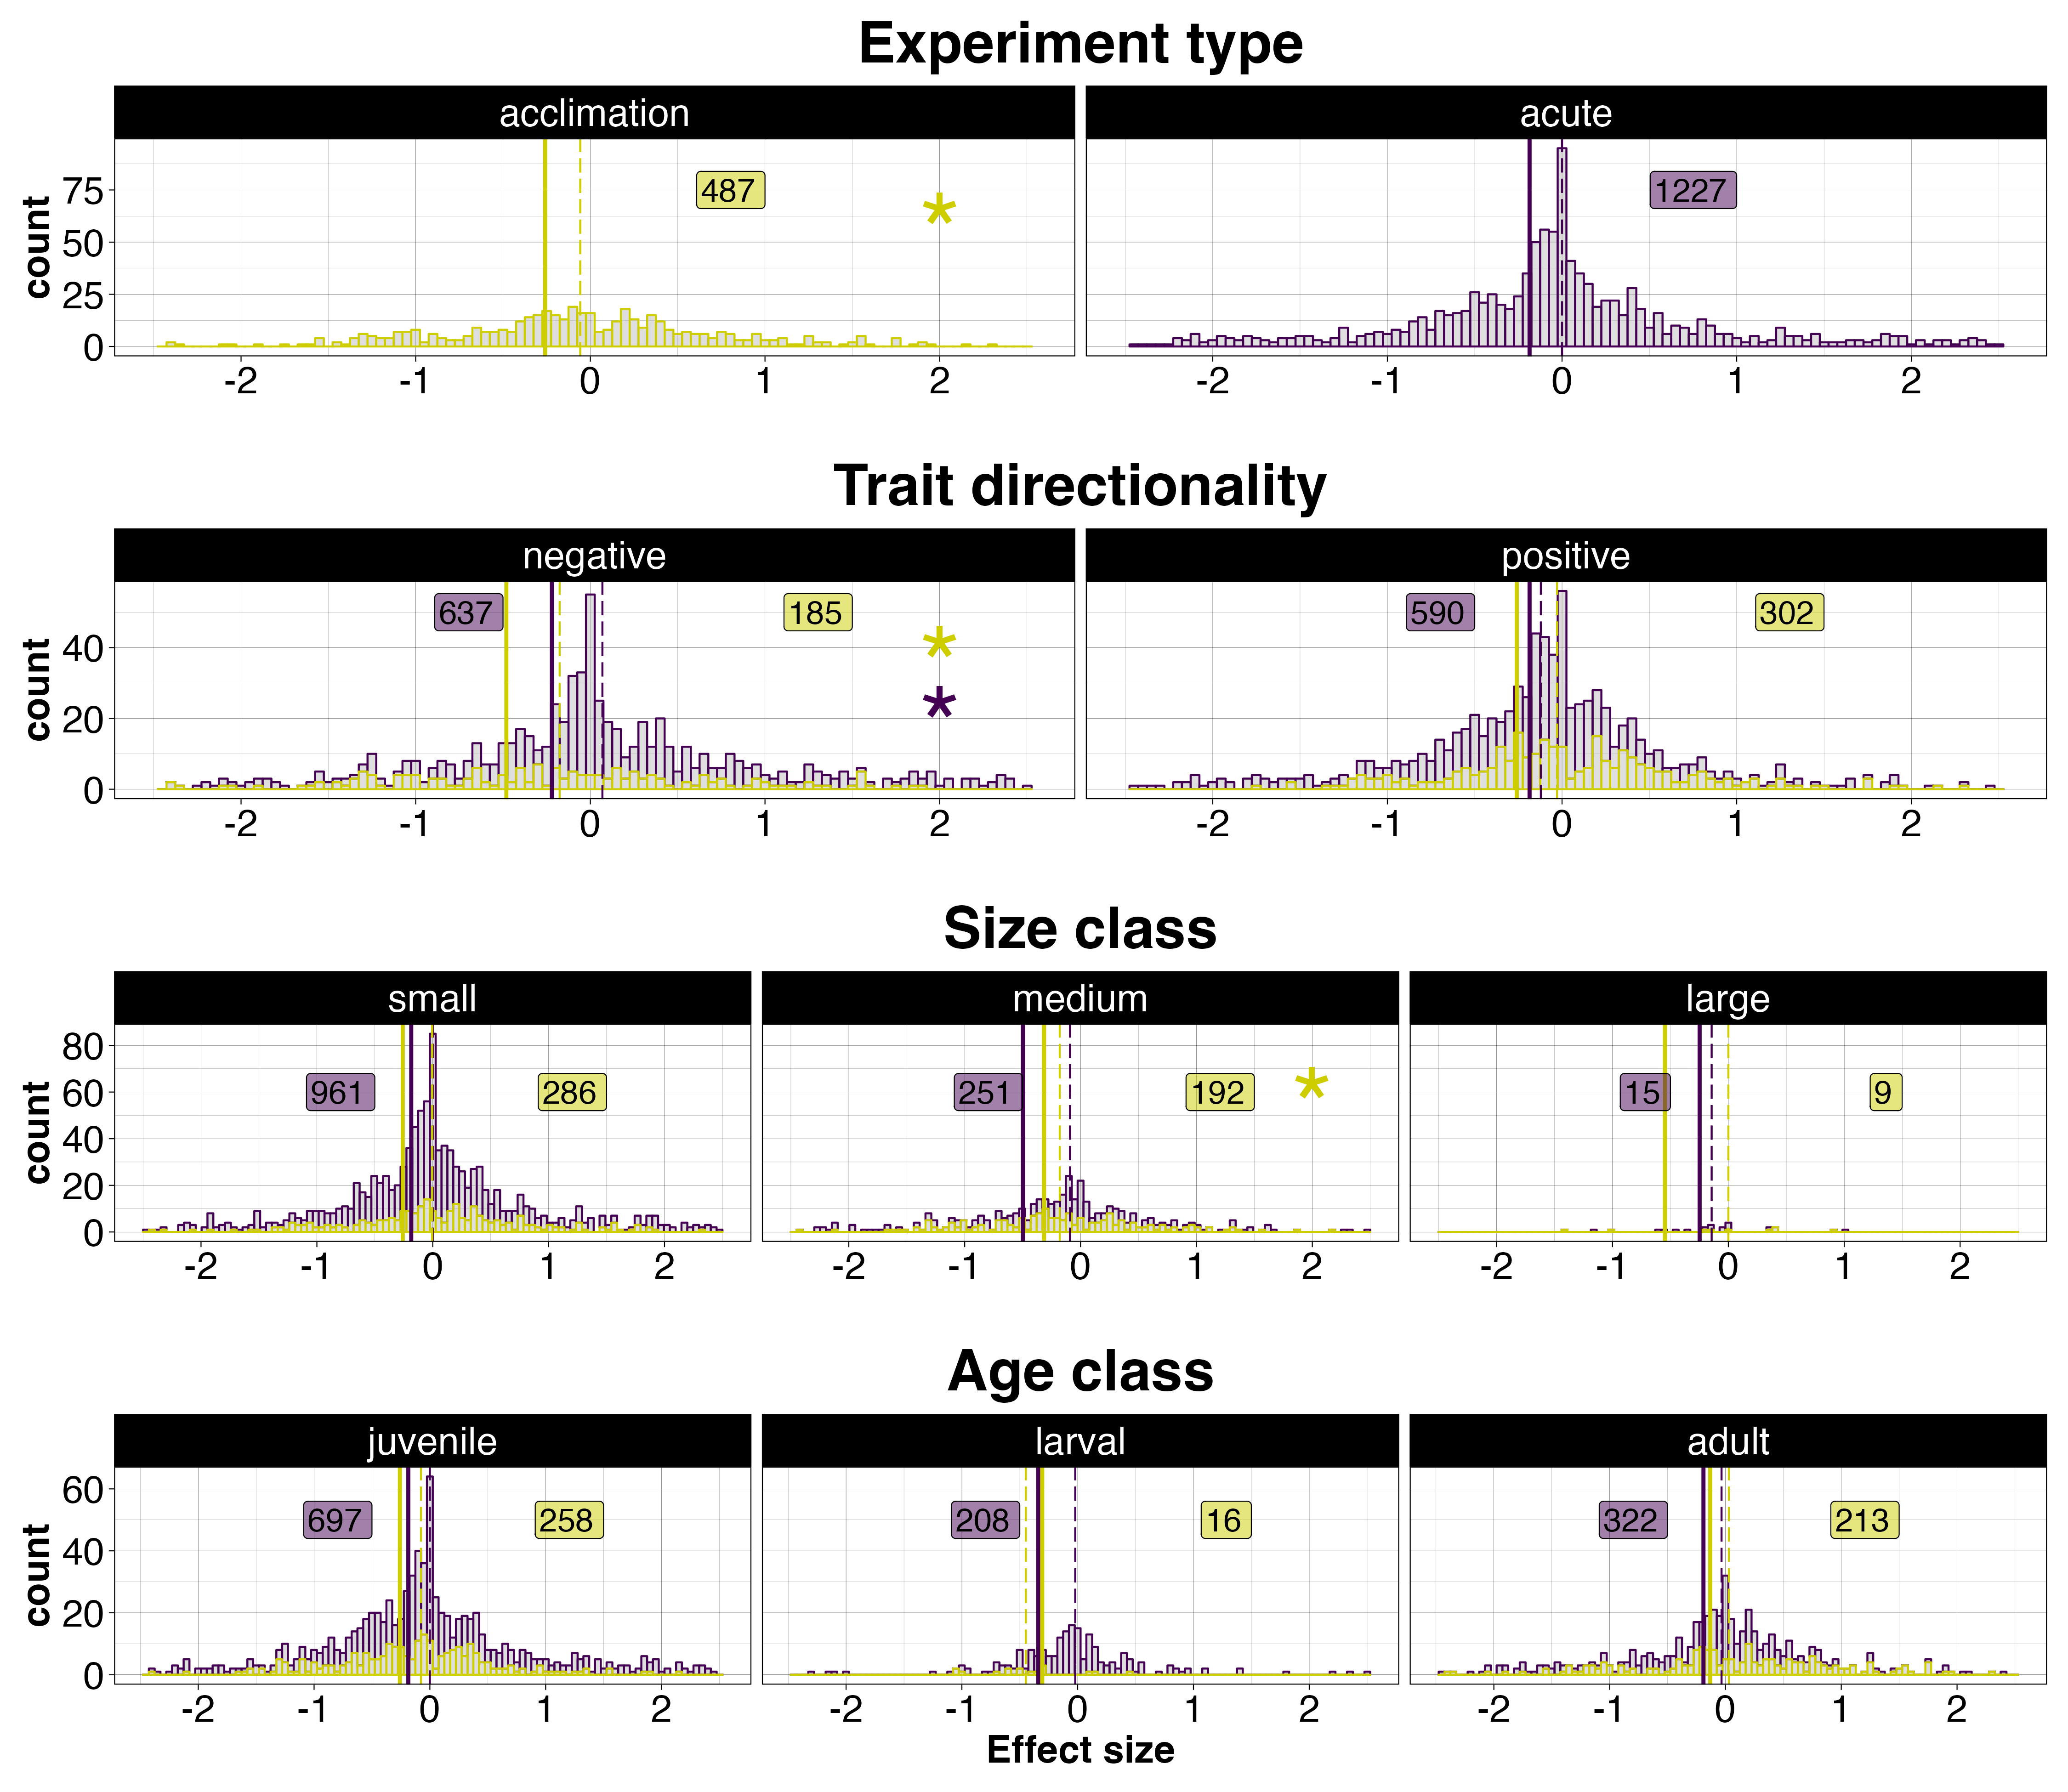 Experiment type
acclimation acute
count
75
50
25
0
487 *
1227
-2 -1 0 1 2 -2 -1 0 1 2
Trait directionality
negative positive
count
40
20
0
637 185 *
*
590 302
-2 -1 0 1 2 -2 -1 0 1 2
Size class
small medium large
count
80
60
40
20
0
961 286 251 192 * 15 9
-2 -1 0 1 2 -2 -1 0 1 2 -2 -1 0 1 2
Age class
juvenile larval adult
count
60
40
20
0
697 258 208 16 322 213
-2 -1 0 1 2 -2 -1 0 1 2 -2 -1 0 1 2
Effect size